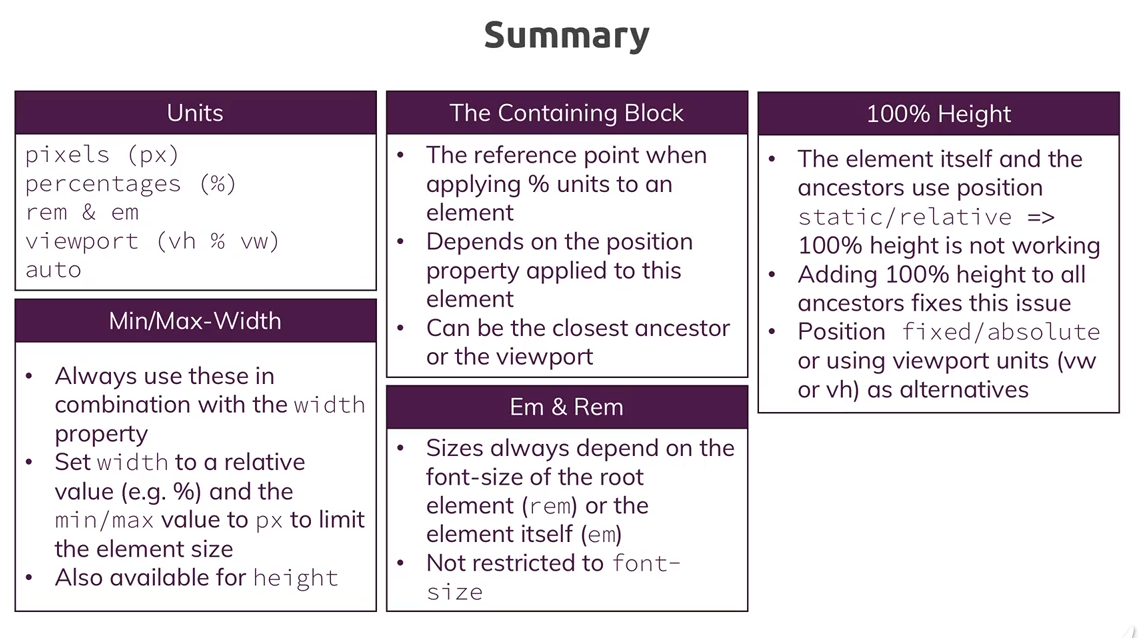 Summary
Units
pixels (px)
percentages (%)
rem & em
viewport (vh % vw)
auto
Min/Max-Width
• Always use these in
combination with the width
property
• Set width to a relative
value (e.g. %) and the
min/max value to px to limit
the element size
• Also available for height
The Containing Block
• The reference point when
applying % units to an
element
• Depends on the position
property applied to this
element
• Can be the closest ancestor
or the viewport
Em & Rem
• Sizes always depend on the
font-size of the root
element (rem) or the
element itself (em)
• Not restricted to font-
size
100% Height
• The element itself and the
ancestors use position
static/relative =>
100% height is not working
• Adding 100% height to all
ancestors fixes this issue
• Position fixed/absolute
or using viewport units (vw
or vh) as alternatives